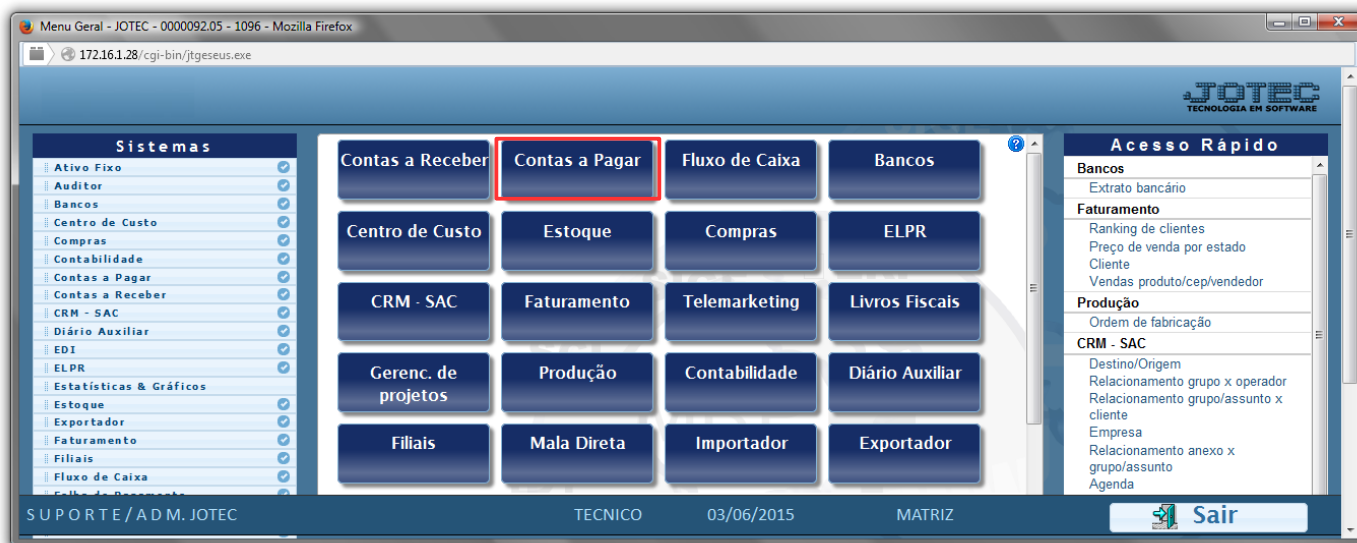 Menu Geral - JOTEC - 0000092.05 - 1096 - Mozilla Firefox
172.16.1.28/cgi-bin/jtgeseus.exe
JOTEC
TECNOLOGIA EM SOFTWARE
Sistemas
Ativo Fixo
Auditor
Bancos
Centro de Custo
Compras
Contabilidade
Contas a Pagar
Contas a Receber
CRM - SAC
Diário Auxiliar
EDI
ELPR
Estatísticas & Gráficos
Estoque
Exportador
Faturamento
Filiais
Fluxo de Caixa
Contas a Receber
Contas a Pagar
Fluxo de Caixa
Bancos
Centro de Custo
Estoque
Compras
ELPR
CRM - SAC
Faturamento
Telemarketing
Livros Fiscais
Gerenc. de
projetos
Produção
Contabilidade
Diário Auxiliar
Filiais
Mala Direta
Importador
Exportador
Acesso Rápido
Bancos
Extrato bancário
Faturamento
Ranking de clientes
Preço de venda por estado
Cliente
Vendas produto/cep/vendedor
Produção
Ordem de fabricação
CRM - SAC
Destino/Origem
Relacionamento grupo x operador
Relacionamento grupo/assunto x
cliente
Empresa
Relacionamento anexo x
grupo/assunto
Agenda
SUPORTE/ADM. JOTEC
TECNICO
03/06/2015
MATRIZ
Sair